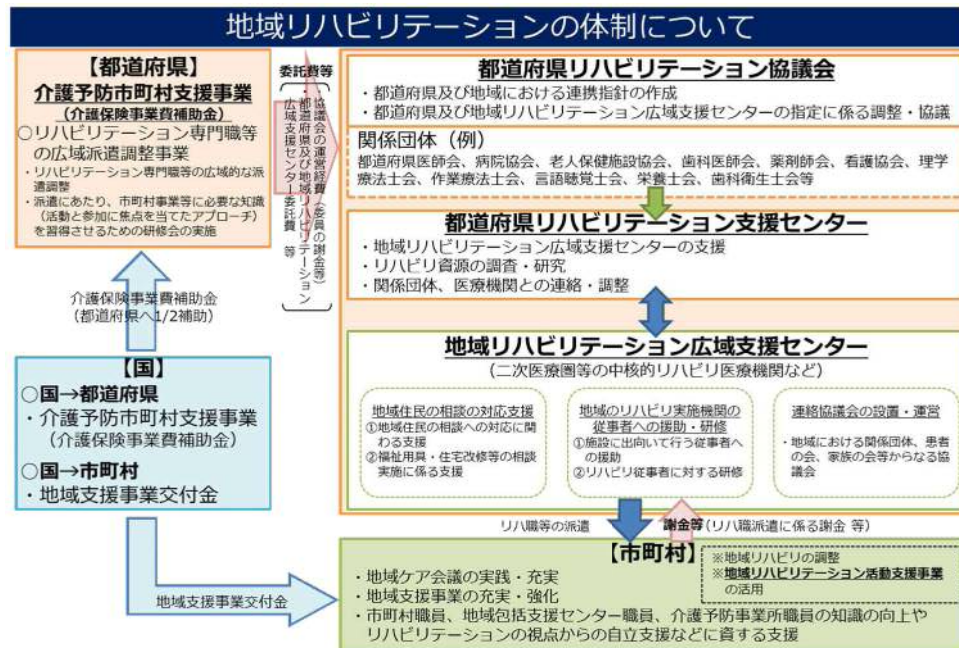 地域リハビリテーションの体制について
【都道府県】
介護予防市町村支援事業
(介護保険事業費補助金)
○リハビリテーション専門職等
の広域派遣調整事業
・リハビリテーション専門職等の広域的な派
遣調整
・派遣にあたり、市町村事業等に必要な知識
(活動と参加に焦点を当てたアプローチ)
を習得させるための研修会の実施
委託費等
・協議会の運営経費(委員の謝金等)
・都道府県及び地域リハビリテーション
広域支援センター委託費 等
都道府県リハビリテーション協議会
・都道府県及び地域における連携指針の作成
・都道府県及び地域リハビリテーション広域支援センターの指定に係る調整・協議
関係団体(例)
都道府県医師会、病院協会、老人保健施設協会、歯科医師会、薬剤師会、看護協会、理学
療法士会、作業療法士会、言語聴覚士会、栄養士会、歯科衛生士会等
都道府県リハビリテーション支援センター
・地域リハビリテーション広域支援センターの支援
・リハビリ資源の調査・研究
・関係団体、医療機関との連絡・調整
介護保険事業費補助金
(都道府県へ1/2補助)
【国】
○国→都道府県
・介護予防市町村支援事業
(介護保険事業費補助金)
○国→市町村
・地域支援事業交付金
地域リハビリテーション広域支援センター
(二次医療圏等の中核的リハビリ医療機関など)
地域住民の相談の対応支援
①地域住民の相談への対応に関
わる支援
②福祉用具・住宅改修等の相談
実施に係る支援
地域のリハビリ実施機関の
従事者への援助・研修
①施設に出向いて行う従事者へ
の援助
②リハビリ従事者に対する研修
連絡協議会の設置・運営
・地域における関係団体、患者
の会、家族の会等からなる協
議会
リハ職等の派遣
謝金等(リハ職派遣に係る謝金 等)
【市町村】
※地域リハビリの調整
※地域リハビリテーション活動支援事業
の活用
・地域ケア会議の実践・充実
・地域支援事業の充実・強化
・市町村職員、地域包括支援センター職員、介護予防事業所職員の知識の向上や
リハビリテーションの視点からの自立支援などに資する支援
地域支援事業交付金